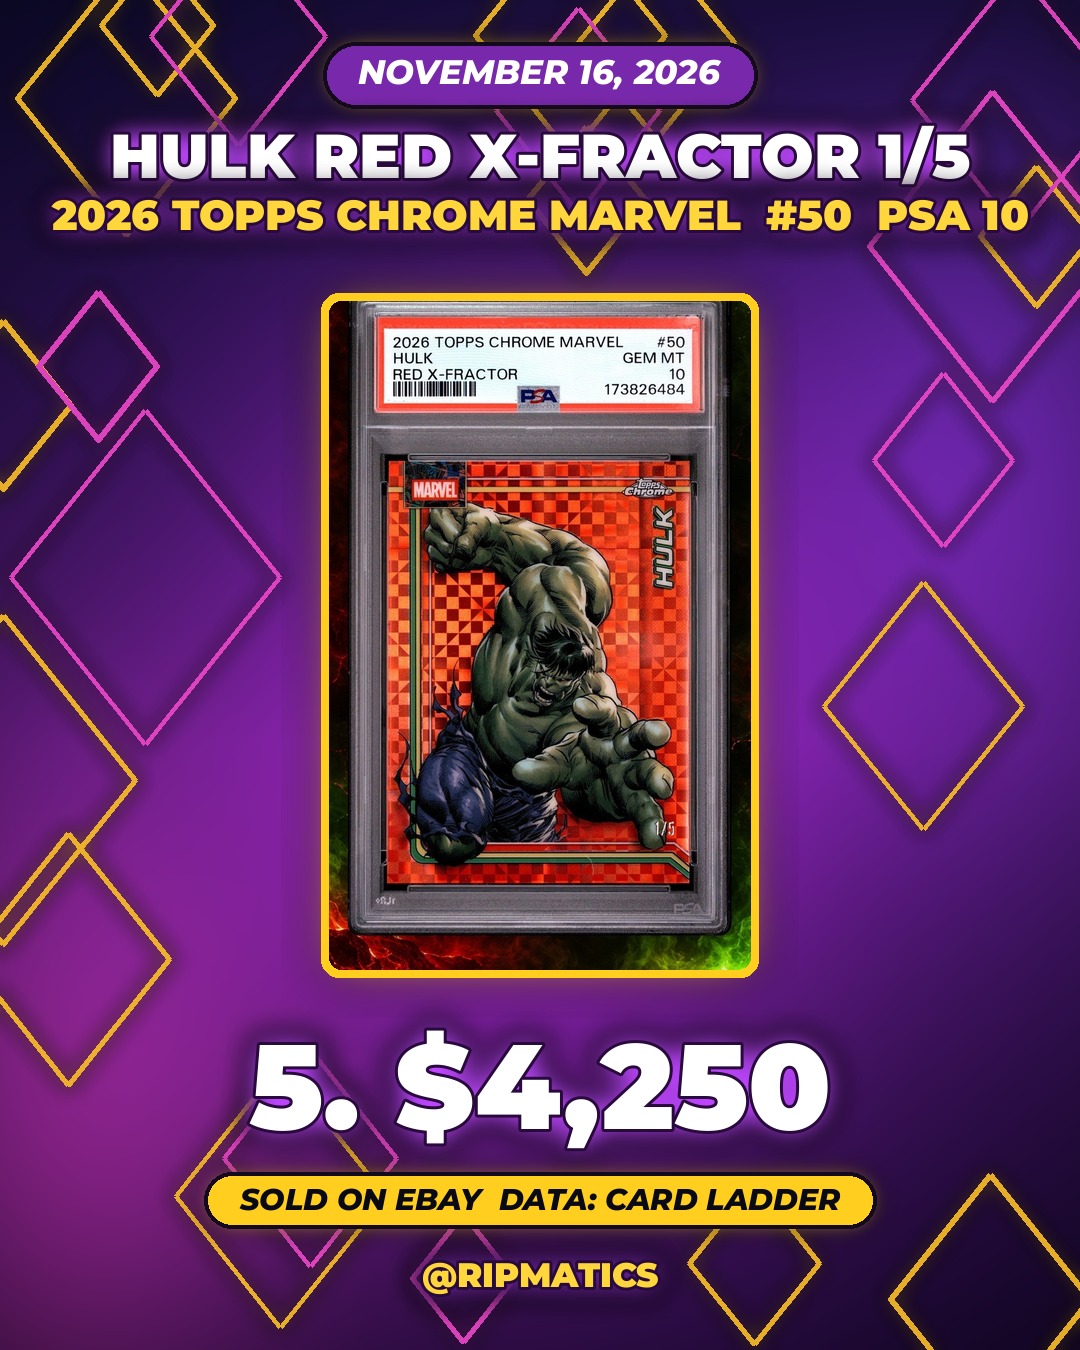 NOVEMBER 16, 2026
HULK RED X-FRACTOR 1/5
2026 TOPPS CHROME MARVEL #50 PSA 10
2026 TOPPS CHROME MARVEL #50
HULK GEM MT
RED X-FRACTOR 10
PSA 173826484
MARVEL
Topps Chrome
HULK
1/5
PSA
5. $4,250
SOLD ON EBAY DATA: CARD LADDER
@RIPMATICS